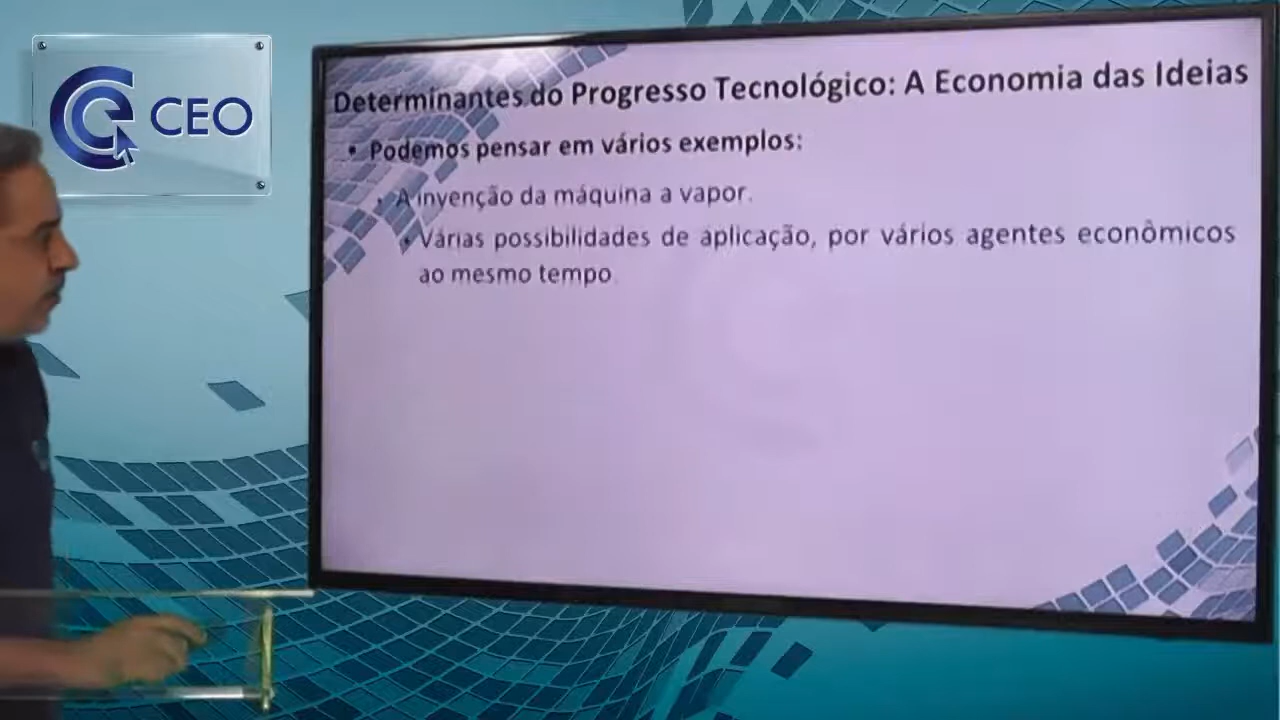 CEO
Determinantes do Progresso Tecnológico: A Economia das Ideias
• Podemos pensar em vários exemplos:
• A invenção da máquina a vapor.
• Várias possibilidades de aplicação, por vários agentes econômicos
ao mesmo tempo.